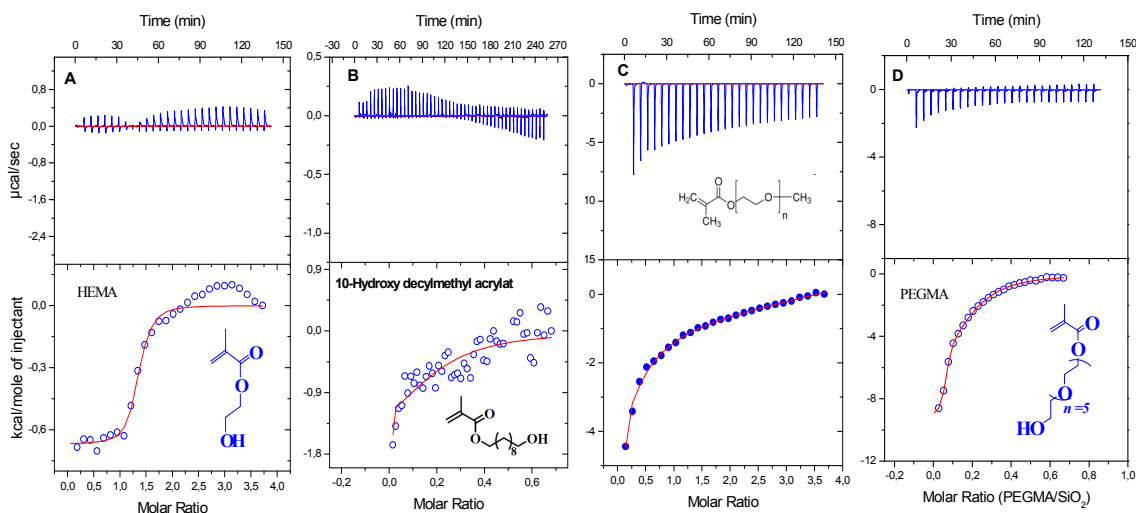 Time (min)
0 30 60 90 120 150
A
0.8
0.0
-0.8
-1.6
-2.4
µcal/sec
0.0
-0.3
-0.6
kcal/mole of injectant
HEMA
O
O
OH
0,0 0,5 1,0 1,5 2,0 2,5 3,0 3,5 4,0
Molar Ratio
Time (min)
-30 0 30 60 90 120 150 180 210 240 270
B
0.5
0.0
-0.5
-1.0
0.9
0.0
-0.9
-1.8
10-Hydroxy decylmethyl acrylat
O
O
OH
8
-0,2 0,0 0,2 0,4 0,6
Molar Ratio
Time (min)
0 30 60 90 120 150
C
0
-5
10
15
O
H₂C
O
O
CH₃
n
CH₃
0
-2
-4
0,0 0,5 1,0 1,5 2,0 2,5 3,0 3,5 4,0
Molar Ratio
Time (min)
0 30 60 90 120 150
D
0
-2
-4
-6
-8
0
-4
-8
-12
PEGMA
O
O
O
n =5
HO
0,0 0,2 0,4 0,6 0,8 1,0
Molar Ratio (PEGMA/SiO₂)